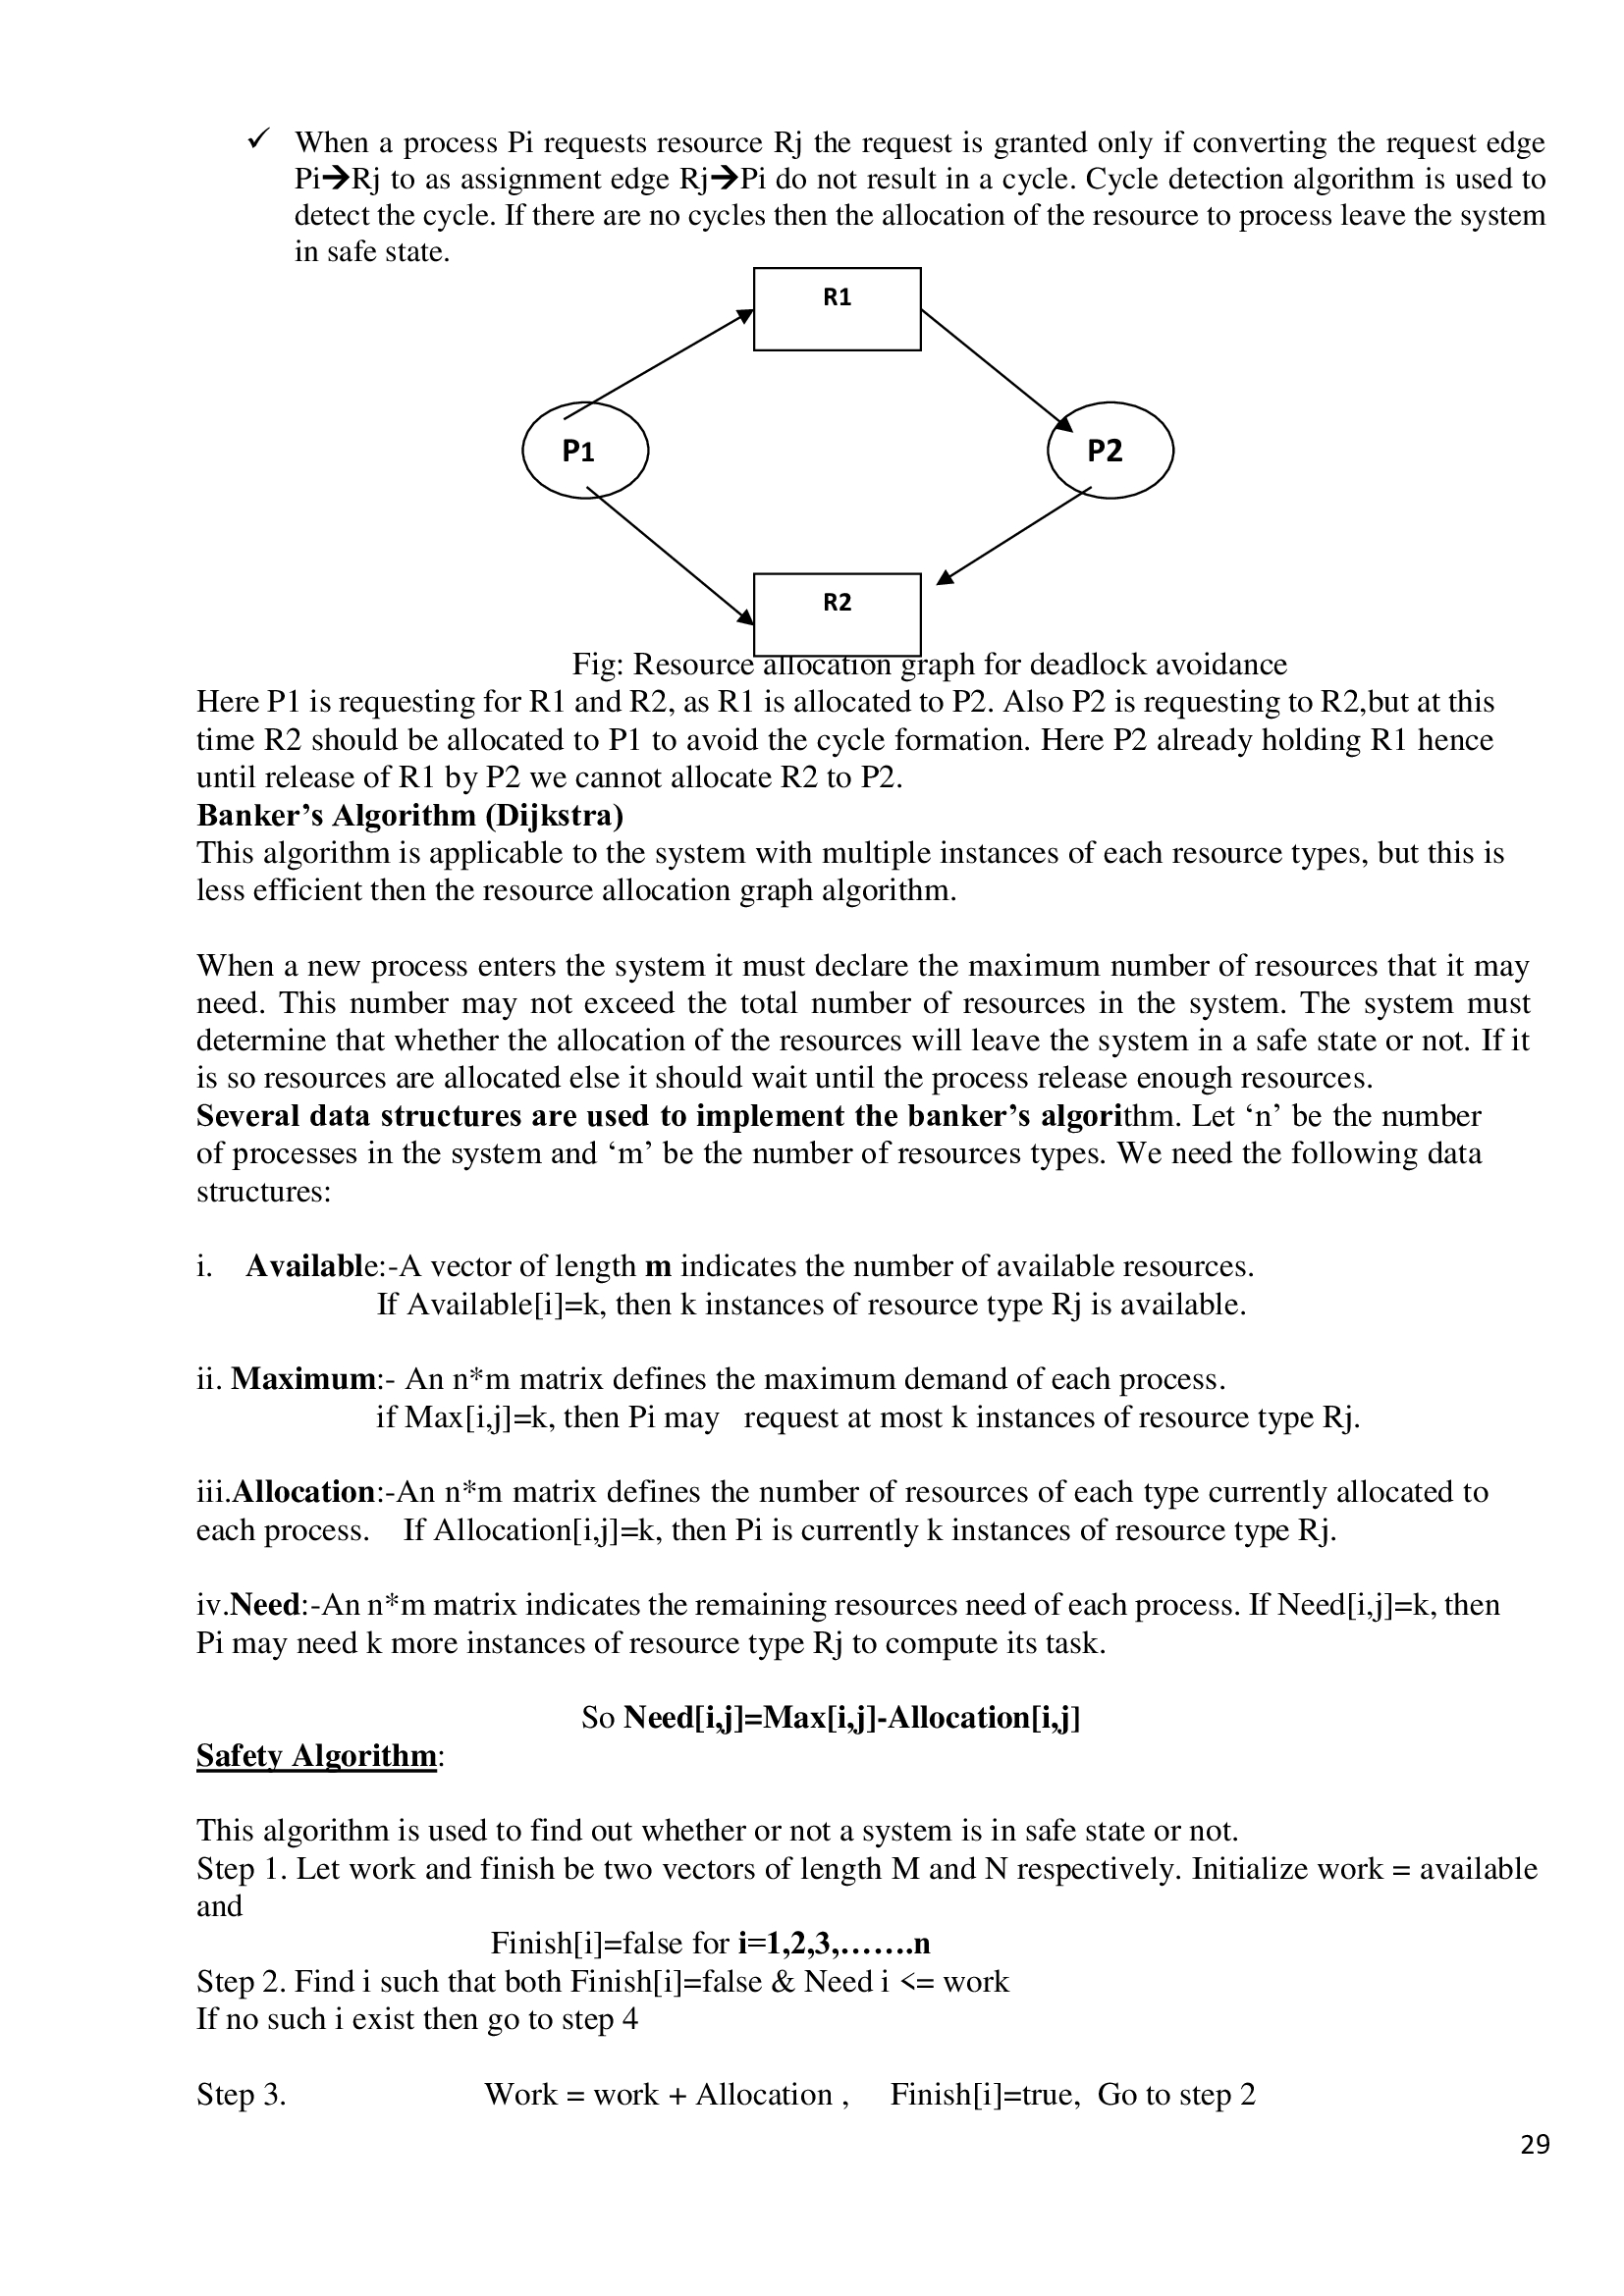 ✓ When a process Pi requests resource Rj the request is granted only if converting the request edge
Pi➔Rj to as assignment edge Rj➔Pi do not result in a cycle. Cycle detection algorithm is used to
detect the cycle. If there are no cycles then the allocation of the resource to process leave the system
in safe state.
R1
P1
P2
R2
Fig: Resource allocation graph for deadlock avoidance
Here P1 is requesting for R1 and R2, as R1 is allocated to P2. Also P2 is requesting to R2,but at this
time R2 should be allocated to P1 to avoid the cycle formation. Here P2 already holding R1 hence
until release of R1 by P2 we cannot allocate R2 to P2.
Banker’s Algorithm (Dijkstra)
This algorithm is applicable to the system with multiple instances of each resource types, but this is
less efficient then the resource allocation graph algorithm.
When a new process enters the system it must declare the maximum number of resources that it may
need. This number may not exceed the total number of resources in the system. The system must
determine that whether the allocation of the resources will leave the system in a safe state or not. If it
is so resources are allocated else it should wait until the process release enough resources.
Several data structures are used to implement the banker’s algorithm. Let ‘n’ be the number
of processes in the system and ‘m’ be the number of resources types. We need the following data
structures:
i. Available:-A vector of length m indicates the number of available resources.
If Available[i]=k, then k instances of resource type Rj is available.
ii. Maximum:- An n*m matrix defines the maximum demand of each process.
if Max[i,j]=k, then Pi may request at most k instances of resource type Rj.
iii.Allocation:-An n*m matrix defines the number of resources of each type currently allocated to
each process. If Allocation[i,j]=k, then Pi is currently k instances of resource type Rj.
iv.Need:-An n*m matrix indicates the remaining resources need of each process. If Need[i,j]=k, then
Pi may need k more instances of resource type Rj to compute its task.
So Need[i,j]=Max[i,j]-Allocation[i,j]
Safety Algorithm:
This algorithm is used to find out whether or not a system is in safe state or not.
Step 1. Let work and finish be two vectors of length M and N respectively. Initialize work = available
and
Finish[i]=false for i=1,2,3,…….n
Step 2. Find i such that both Finish[i]=false & Need i <= work
If no such i exist then go to step 4
Step 3. Work = work + Allocation , Finish[i]=true, Go to step 2
29